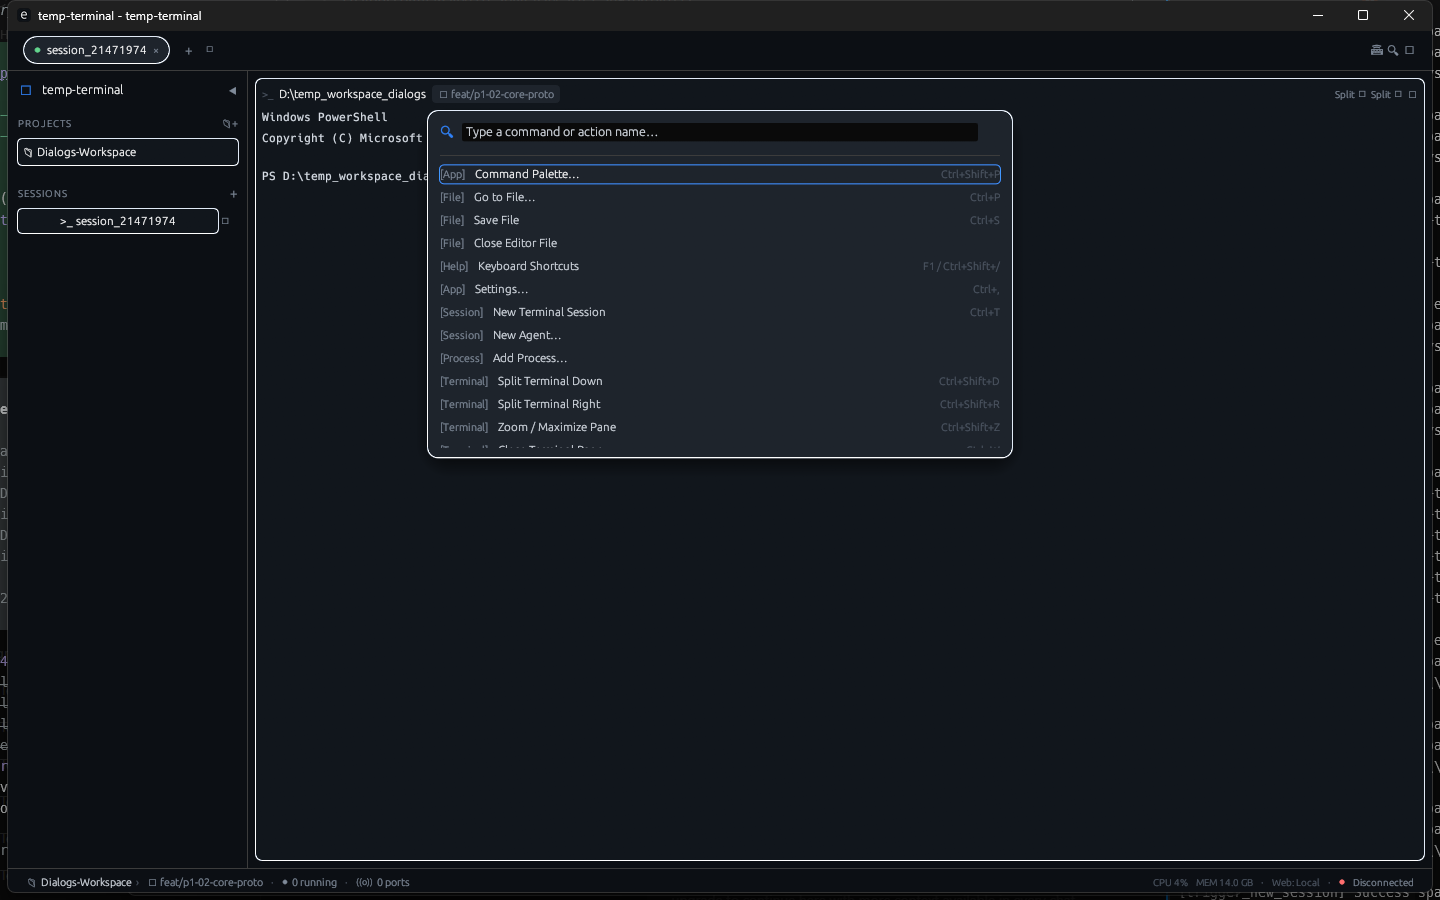 temp-terminal - temp-terminal
session_21471974 ×
+
temp-terminal
PROJECTS
Dialogs-Workspace
SESSIONS +
>_ session_21471974
>_ D:\temp_workspace_dialogs feat/p1-02-core-proto Split Split
Windows PowerShell
Copyright (C) Microsoft
PS D:\temp_workspace_dia
Type a command or action name...
[App] Command Palette... Ctrl+Shift+P
[File] Go to File... Ctrl+P
[File] Save File Ctrl+S
[File] Close Editor File
[Help] Keyboard Shortcuts F1 / Ctrl+Shift+/
[App] Settings... Ctrl+,
[Session] New Terminal Session Ctrl+T
[Session] New Agent...
[Process] Add Process...
[Terminal] Split Terminal Down Ctrl+Shift+D
[Terminal] Split Terminal Right Ctrl+Shift+R
[Terminal] Zoom / Maximize Pane Ctrl+Shift+Z
Dialogs-Workspace › feat/p1-02-core-proto · ● 0 running · ((o)) 0 ports
CPU 4% MEM 14.0 GB · Web: Local · ● Disconnected